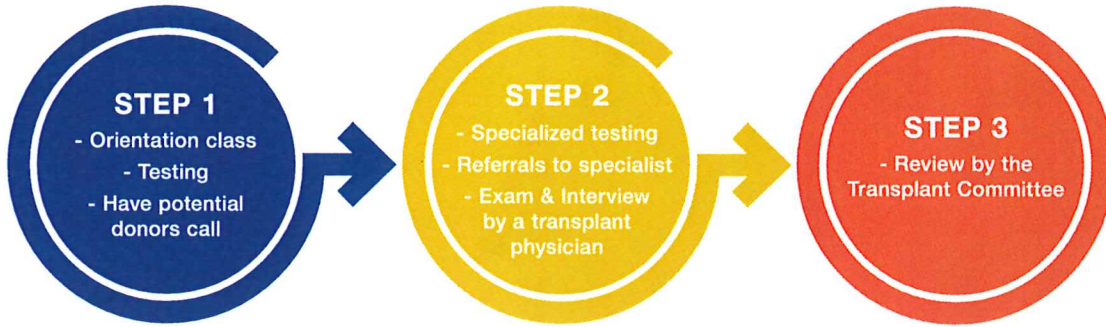 STEP 1
- Orientation class
- Testing
- Have potential
donors call
STEP 2
- Specialized testing
- Referrals to specialist
- Exam & Interview
by a transplant
physician
STEP 3
- Review by the
Transplant Committee